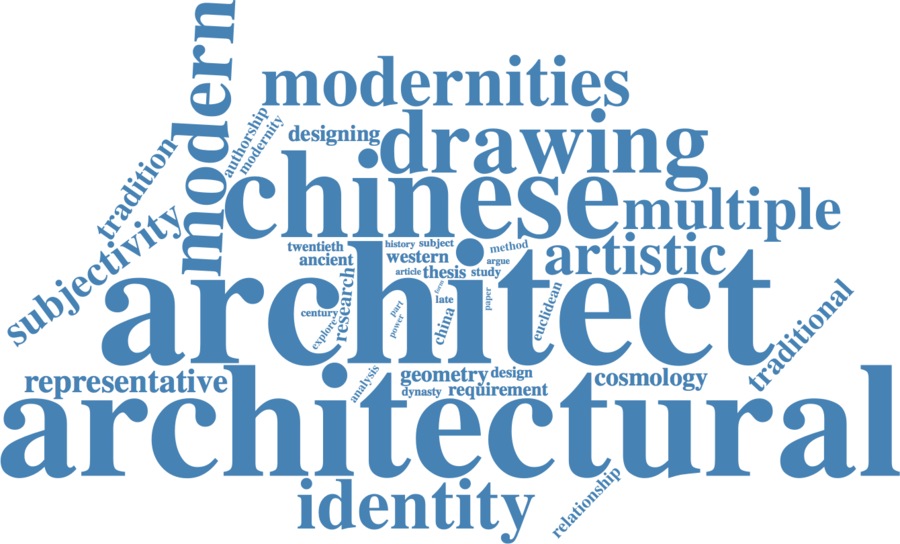 modern
modernities
authorship
modernity
designing
drawing
tradition
chinese
multiple
subjectivity
twentieth
history
subject
method
ancient
western
argue
artistic
article
thesis
study
architect
research
form
late
paper
euclidean
century
explore
part
power
china
traditional
representative
analysis
geometry
design
cosmology
dynasty
requirement
architectural
identity
relationship